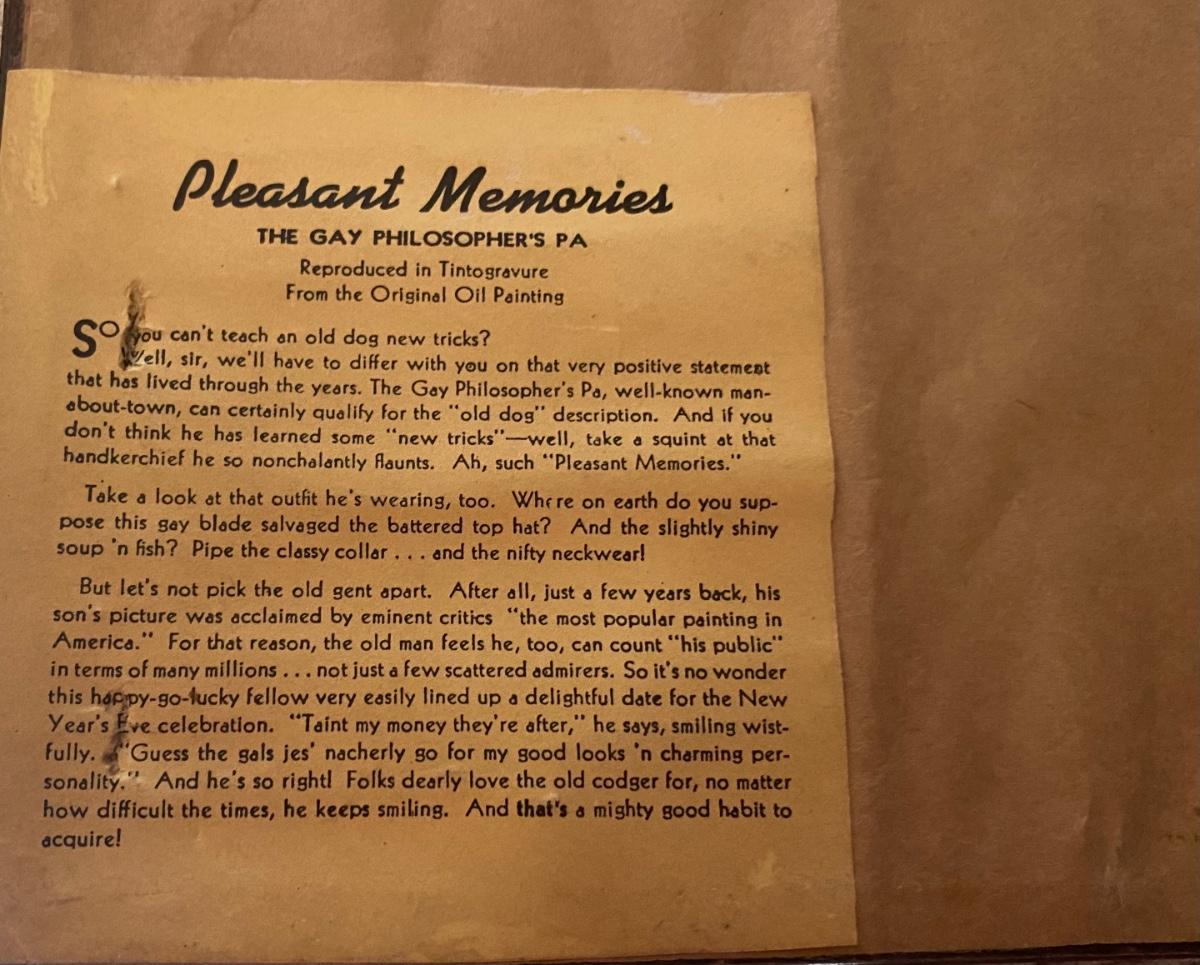 Pleasant Memories
THE GAY PHILOSOPHER'S PA
Reproduced in Tintogravure
From the Original Oil Painting
So you can't teach an old dog new tricks?
Well, sir, we'll have to differ with you on that very positive statement
that has lived through the years. The Gay Philosopher's Pa, well-known man-
about-town, can certainly qualify for the "old dog" description. And if you
don't think he has learned some "new tricks"—well, take a squint at that
handkerchief he so nonchalantly flaunts. Ah, such "Pleasant Memories."
Take a look at that outfit he's wearing, too. Where on earth do you sup-
pose this gay blade salvaged the battered top hat? And the slightly shiny
soup 'n fish? Pipe the classy collar . . . and the nifty neckwear!
But let's not pick the old gent apart. After all, just a few years back, his
son's picture was acclaimed by eminent critics "the most popular painting in
America." For that reason, the old man feels he, too, can count "his public"
in terms of many millions . . . not just a few scattered admirers. So it's no wonder
this happy-go-lucky fellow very easily lined up a delightful date for the New
Year's Eve celebration. "Taint my money they're after," he says, smiling wist-
fully. "Guess the gals jes' nacherly go for my good looks 'n charming per-
sonality." And he's so right! Folks dearly love the old codger for, no matter
how difficult the times, he keeps smiling. And that's a mighty good habit to
acquire!